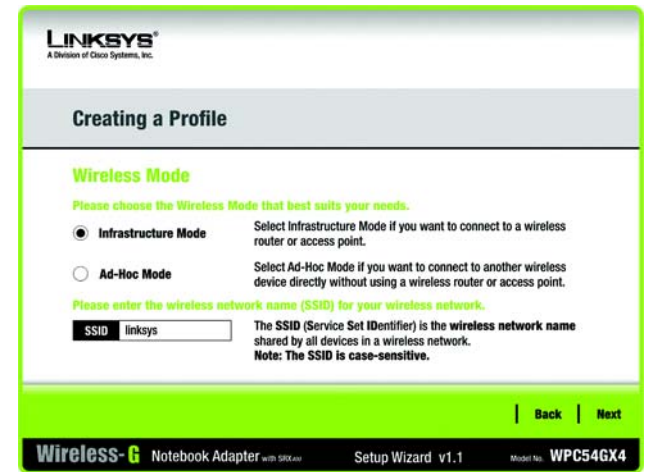 LINKSYS®
A Division of Cisco Systems, Inc.
Creating a Profile
Wireless Mode
Please choose the Wireless Mode that best suits your needs.
Infrastructure Mode
Select Infrastructure Mode if you want to connect to a wireless
router or access point.
Ad-Hoc Mode
Select Ad-Hoc Mode if you want to connect to another wireless
device directly without using a wireless router or access point.
Please enter the wireless network name (SSID) for your wireless network.
SSID linksys
The SSID (Service Set IDentifier) is the wireless network name
shared by all devices in a wireless network.
Note: The SSID is case-sensitive.
Back Next
Wireless-G Notebook Adapter with SRX400 Setup Wizard v1.1 Model No. WPC54GX4